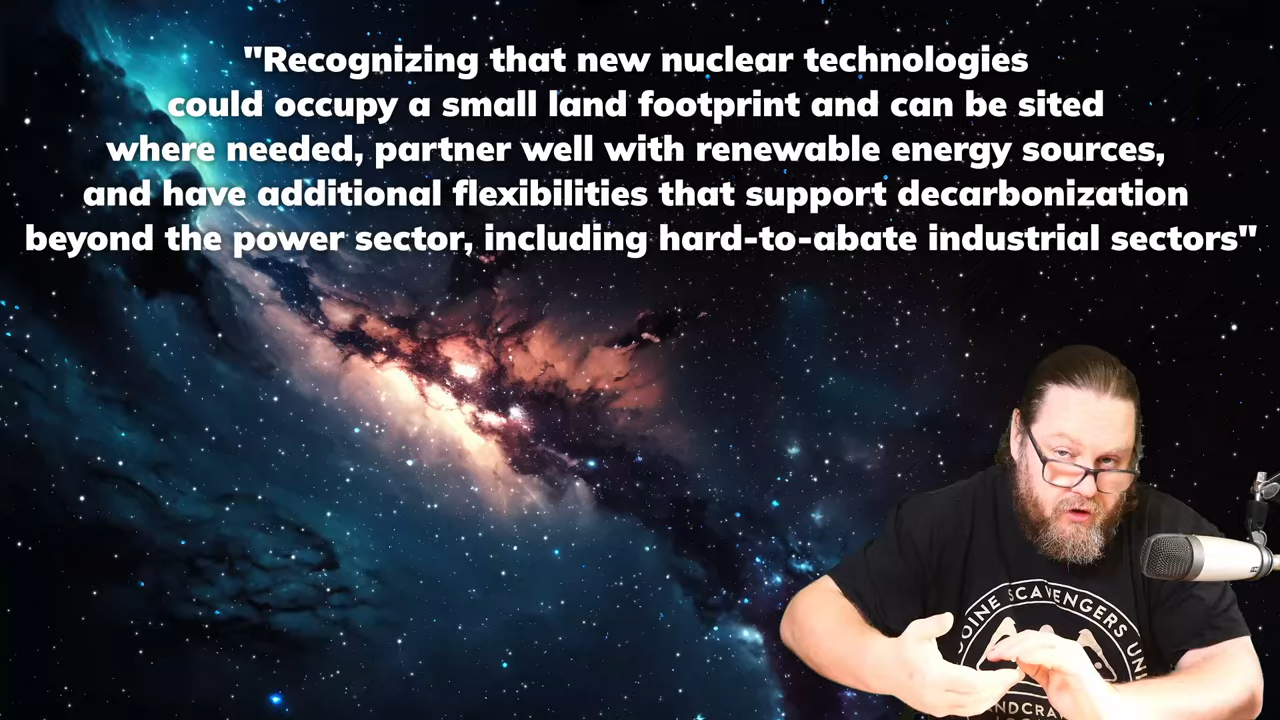 "Recognizing that new nuclear technologies
could occupy a small land footprint and can be sited
where needed, partner well with renewable energy sources,
and have additional flexibilities that support decarbonization
beyond the power sector, including hard-to-abate industrial sectors"
SCAVENGERS